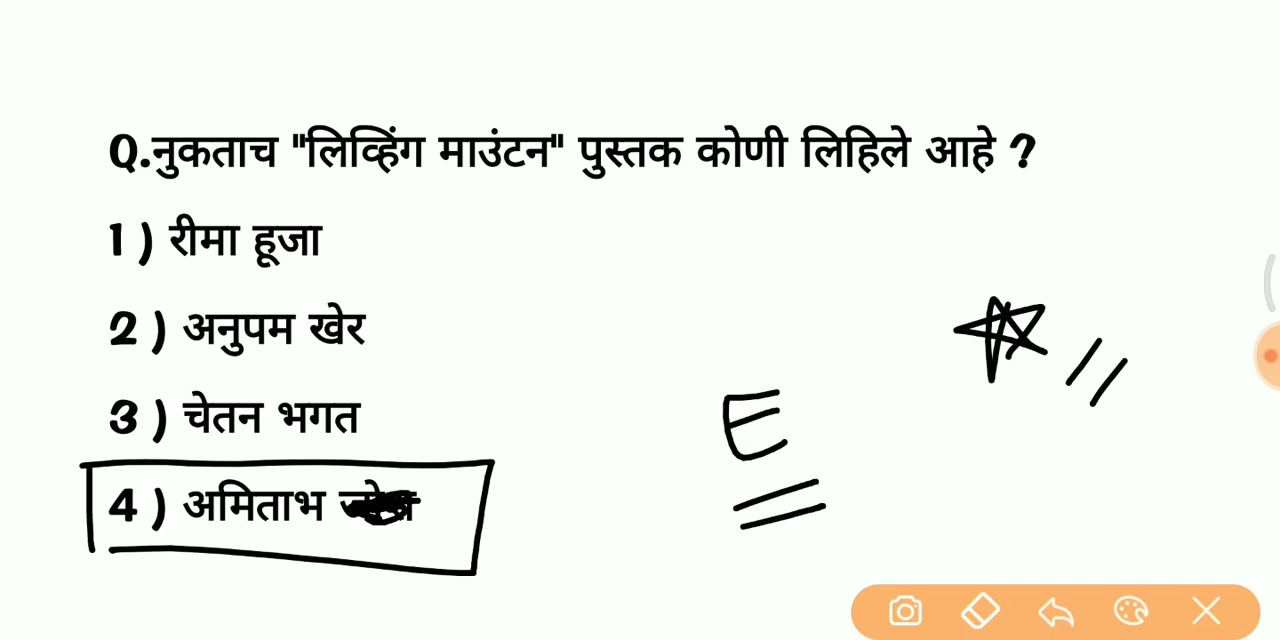 Q.नुकताच "लिव्हिंग माउंटन" पुस्तक कोणी लिहिले आहे ?
1 ) रीमा हूजा
2 ) अनुपम खेर
3 ) चेतन भगत
4 ) अमिताभ
E